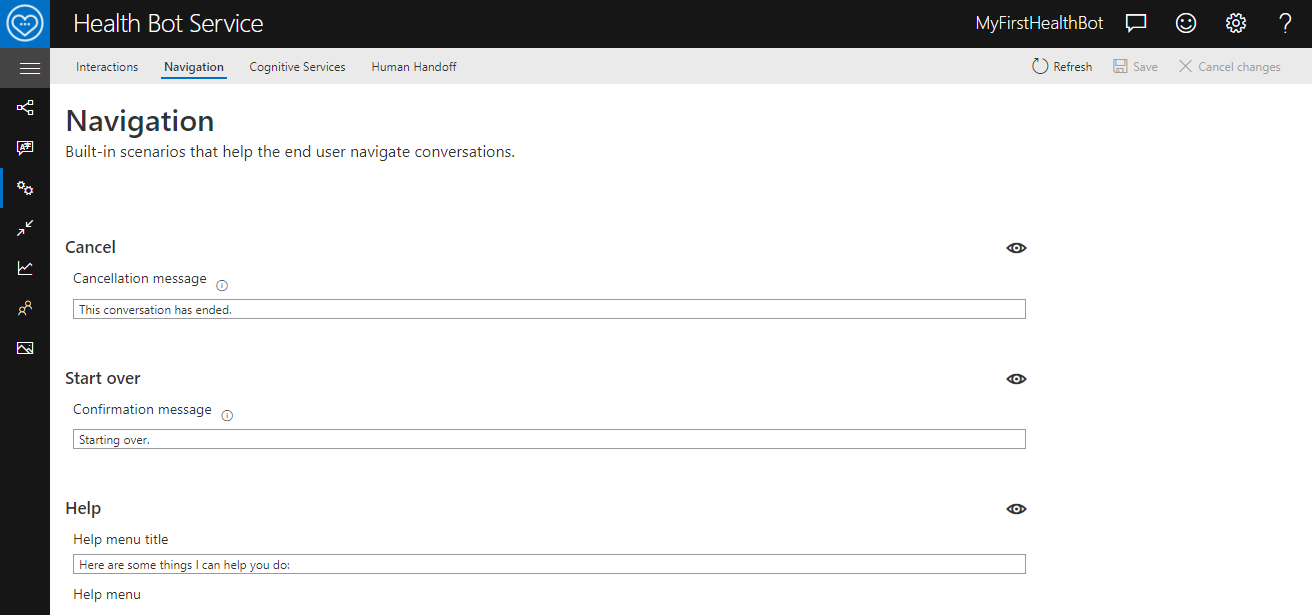 Health Bot Service
MyFirstHealthBot
?
Interactions Navigation Cognitive Services Human Handoff Refresh Save Cancel changes
Navigation
Built-in scenarios that help the end user navigate conversations.
Cancel
Cancellation message
This conversation has ended.
Start over
Confirmation message
Starting over.
Help
Help menu title
Here are some things I can help you do:
Help menu